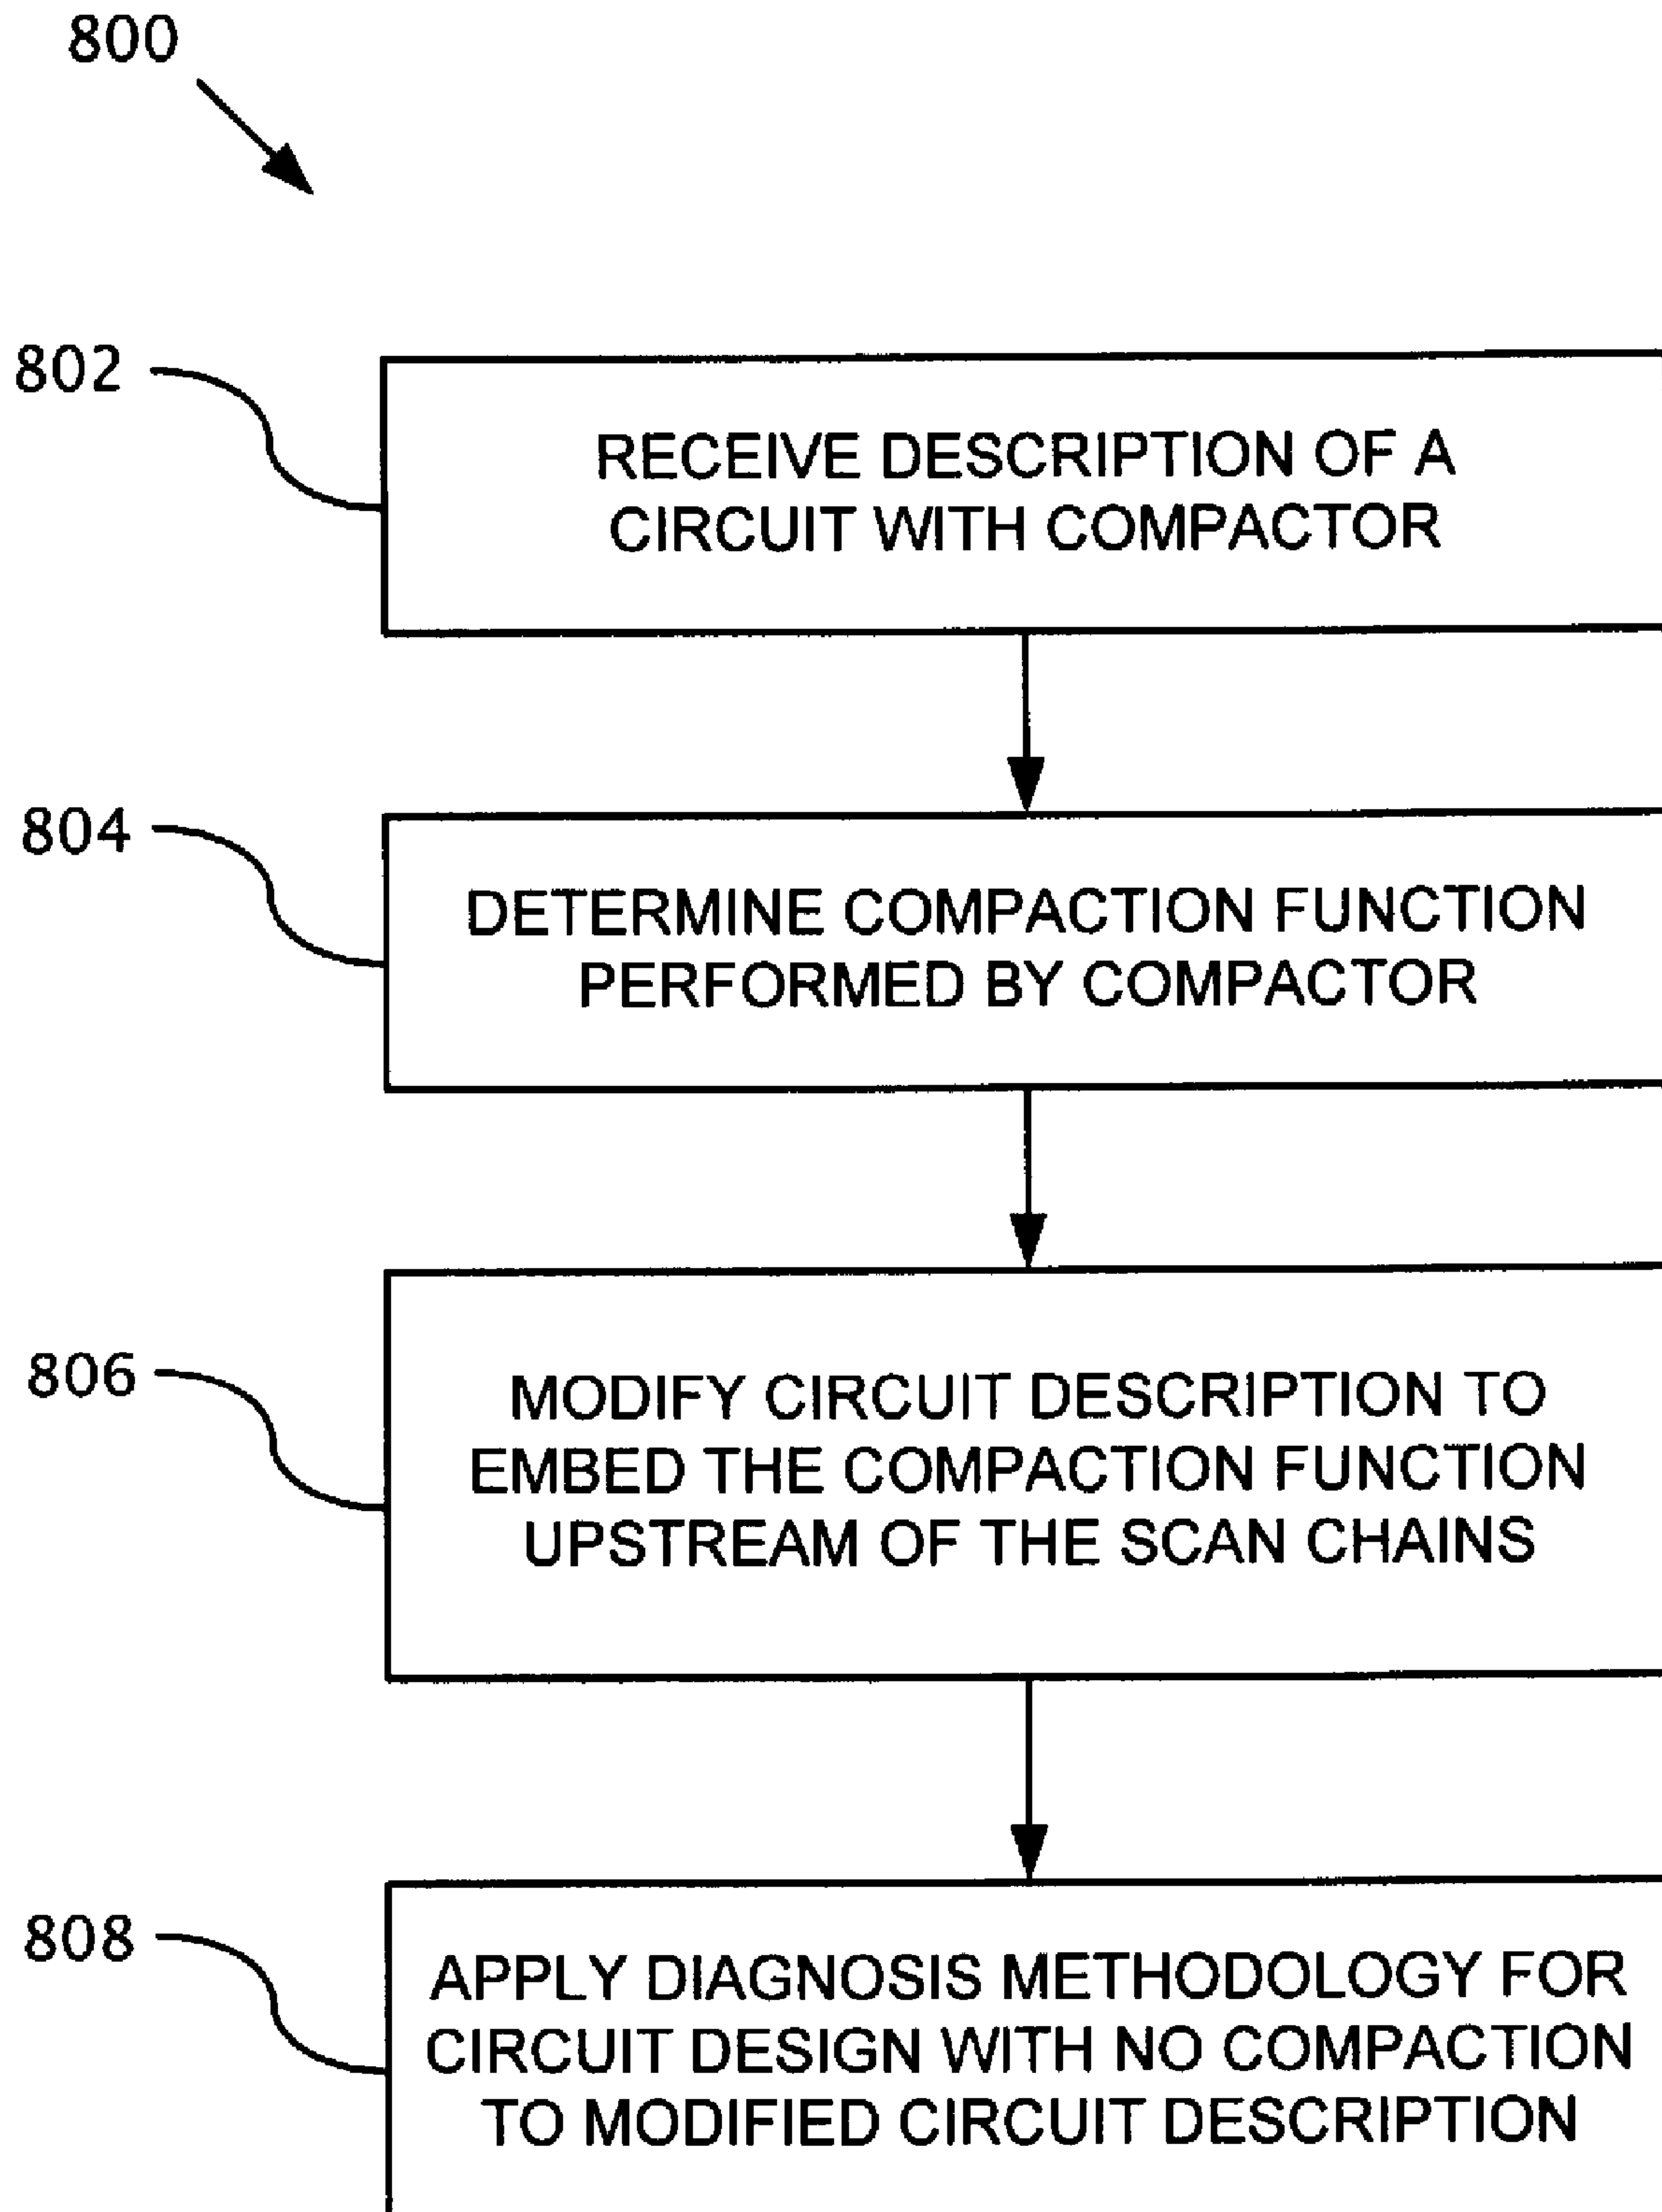 800
802
RECEIVE DESCRIPTION OF A
CIRCUIT WITH COMPACTOR
804
DETERMINE COMPACTION FUNCTION
PERFORMED BY COMPACTOR
806
MODIFY CIRCUIT DESCRIPTION TO
EMBED THE COMPACTION FUNCTION
UPSTREAM OF THE SCAN CHAINS
808
APPLY DIAGNOSIS METHODOLOGY FOR
CIRCUIT DESIGN WITH NO COMPACTION
TO MODIFIED CIRCUIT DESCRIPTION